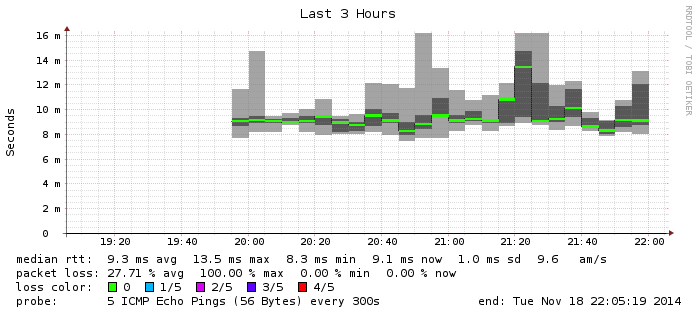 Last 3 Hours
RRDTOOL / TOBI OETIKER
Seconds
16 m
14 m
12 m
10 m
8 m
6 m
4 m
2 m
0
19:20 19:40 20:00 20:20 20:40 21:00 21:20 21:40 22:00
median rtt: 9.3 ms avg 13.5 ms max 8.3 ms min 9.1 ms now 1.0 ms sd 9.6 am/s
packet loss: 27.71 % avg 100.00 % max 0.00 % min 0.00 % now
loss color: 0 1/5 2/5 3/5 4/5
probe: 5 ICMP Echo Pings (56 Bytes) every 300s end: Tue Nov 18 22:05:19 2014